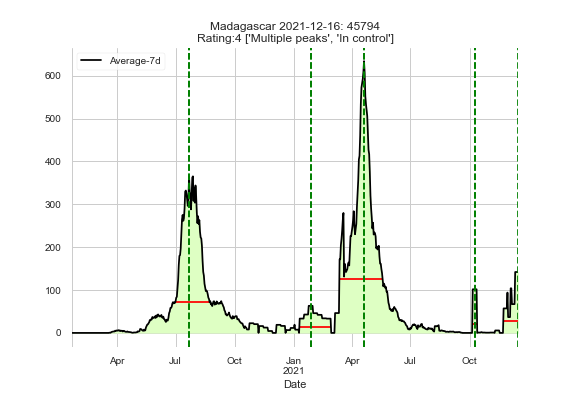 Madagascar 2021-12-16: 45794
Rating:4 ['Multiple peaks', 'In control']
Average-7d
600
500
400
300
200
100
0
Apr
Jul
Oct
Jan
2021
Apr
Jul
Oct
Date